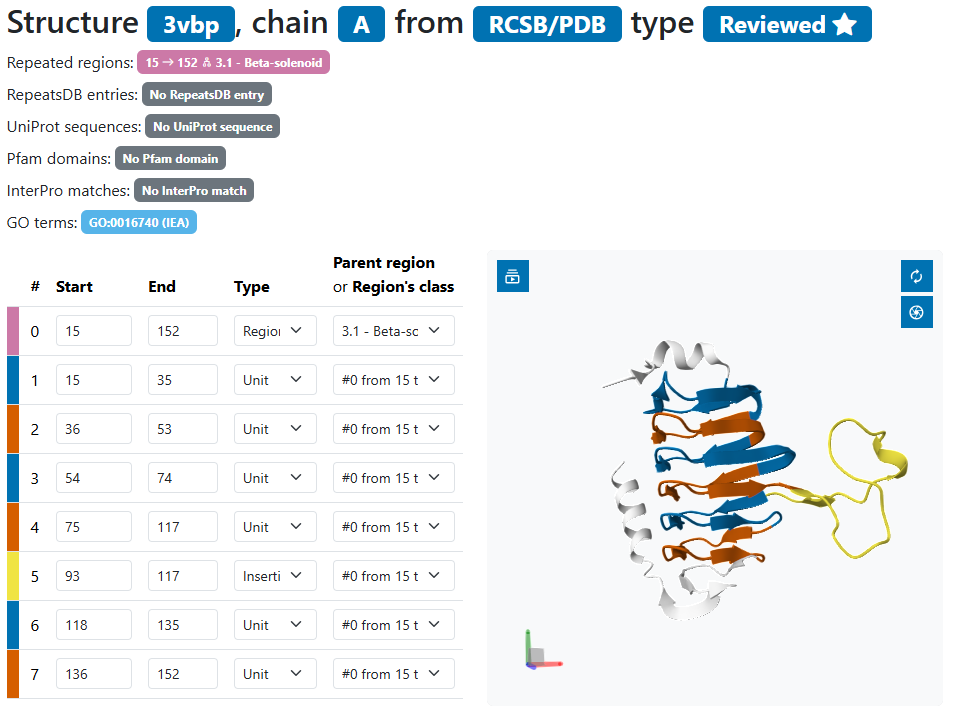 Structure 3vbp, chain A from RCSB/PDB type Reviewed
Repeated regions: 15 → 152 3.1 - Beta-solenoid
RepeatsDB entries: No RepeatsDB entry
UniProt sequences: No UniProt sequence
Pfam domains: No Pfam domain
InterPro matches: No InterPro match
GO terms: GO:0016740 (IEA)
# Start End Type Parent region or Region's class
0 15 152 Region 3.1 - Beta-sc
1 15 35 Unit #0 from 15 t
2 36 53 Unit #0 from 15 t
3 54 74 Unit #0 from 15 t
4 75 117 Unit #0 from 15 t
5 93 117 Inserti #0 from 15 t
6 118 135 Unit #0 from 15 t
7 136 152 Unit #0 from 15 t